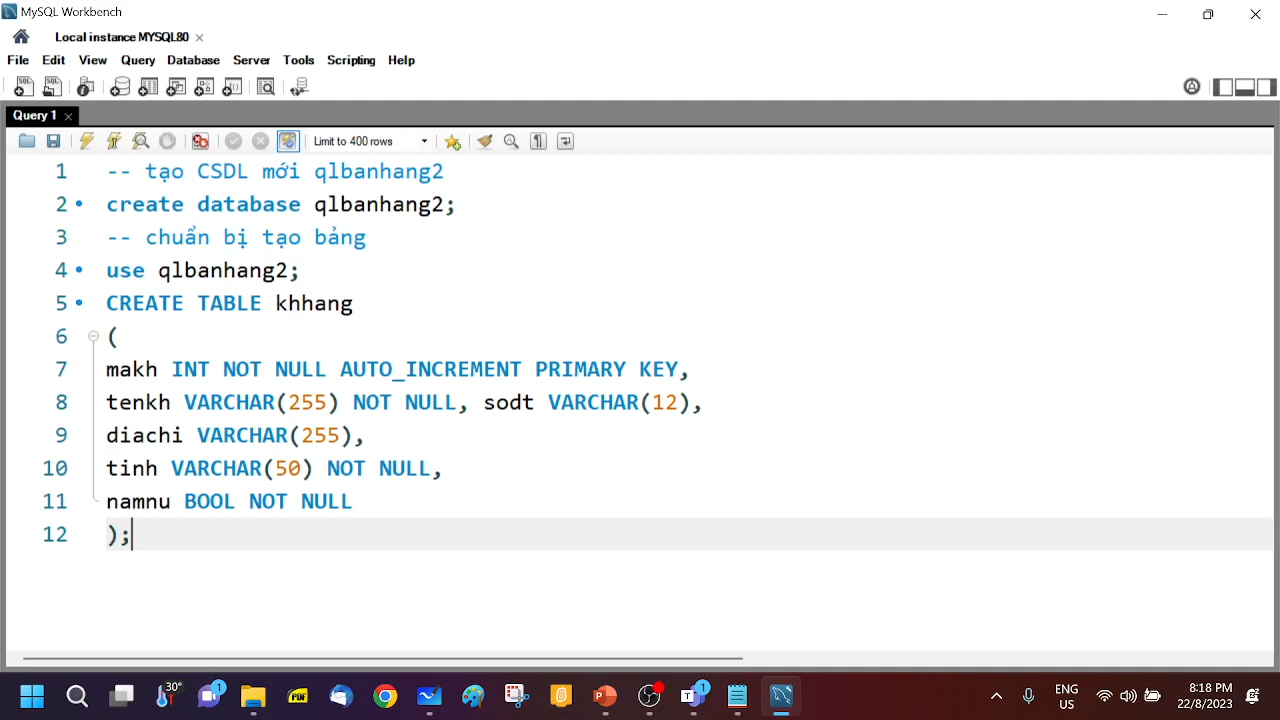 MySQL Workbench
Local instance MYSQL80
File Edit View Query Database Server Tools Scripting Help
Query 1
Limit to 400 rows
1 -- tạo CSDL mới qlbanhang2
2 create database qlbanhang2;
3 -- chuẩn bị tạo bảng
4 use qlbanhang2;
5 CREATE TABLE khhang
6 (
7 makh INT NOT NULL AUTO_INCREMENT PRIMARY KEY,
8 tenkh VARCHAR(255) NOT NULL, sodt VARCHAR(12),
9 diachi VARCHAR(255),
10 tinh VARCHAR(50) NOT NULL,
11 namnu BOOL NOT NULL
12 );
30° 1 PDF 1 ENG 8:18 PM
US 22/8/2023